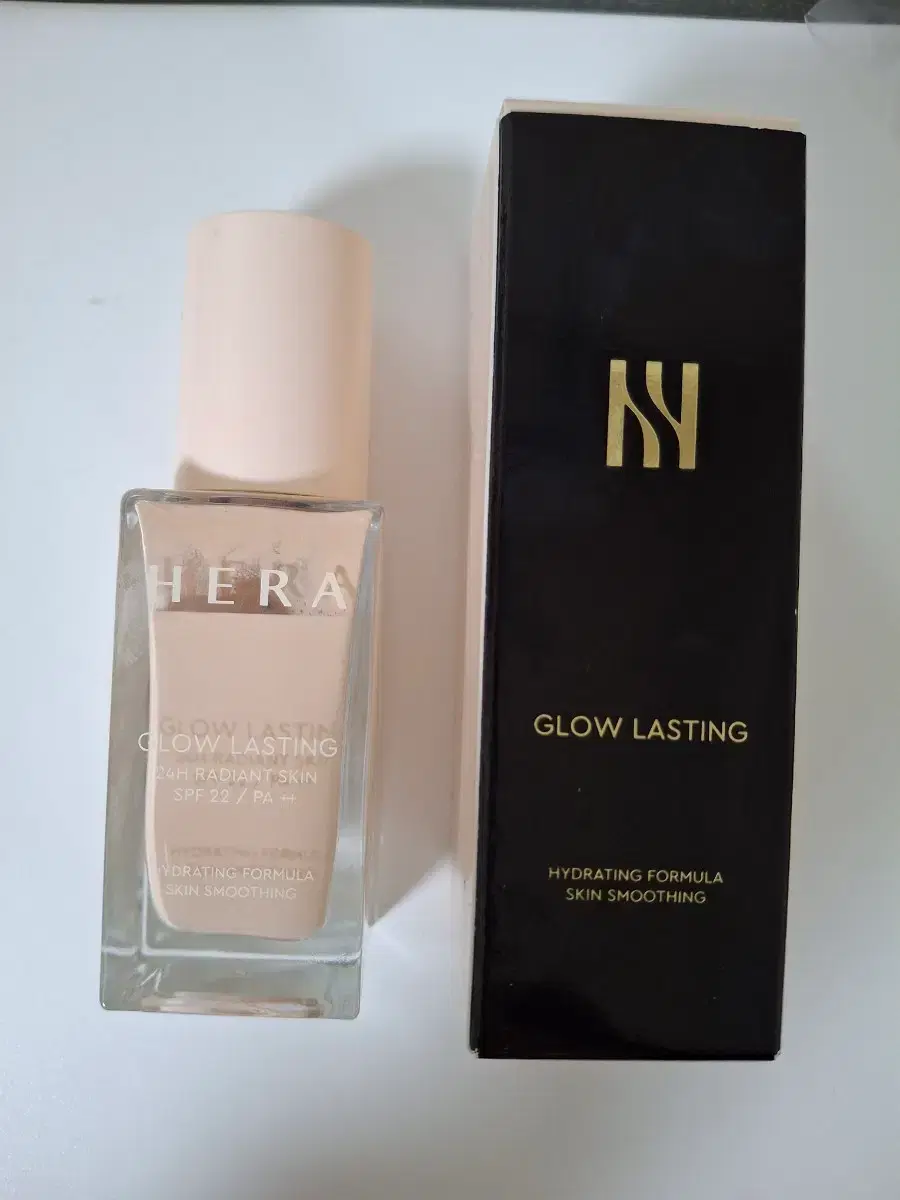 HERA
GLOW LASTING
24H RADIANT SKIN
SPF 22 / PA ++
HYDRATING FORMULA
SKIN SMOOTHING
GLOW LASTING
HYDRATING FORMULA
SKIN SMOOTHING